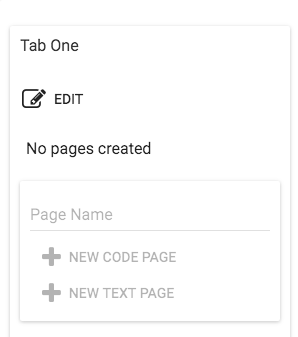 Tab One
EDIT
No pages created
Page Name
NEW CODE PAGE
NEW TEXT PAGE